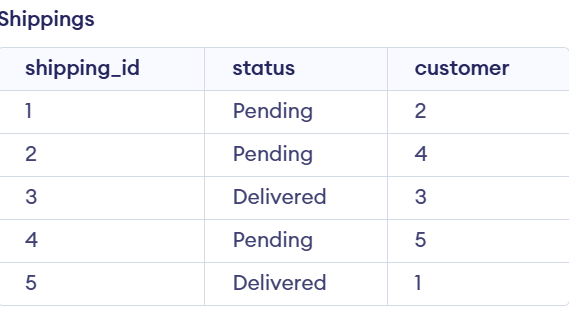 Shippings
shipping_id status customer
1 Pending 2
2 Pending 4
3 Delivered 3
4 Pending 5
5 Delivered 1